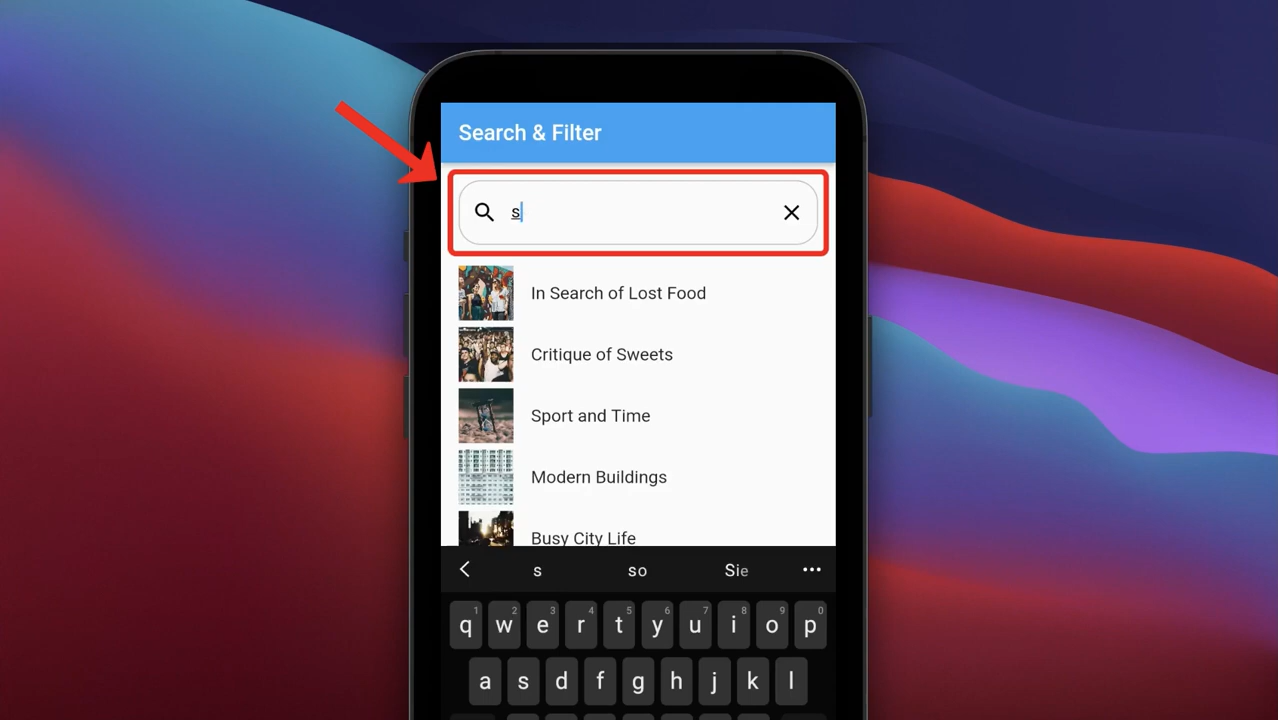 Search & Filter
s
In Search of Lost Food
Critique of Sweets
Sport and Time
Modern Buildings
Busy City Life
s so Sie
1 2 3 4 5 6 7 8 9 0
q w e r t y u i o p
a s d f g h j k l